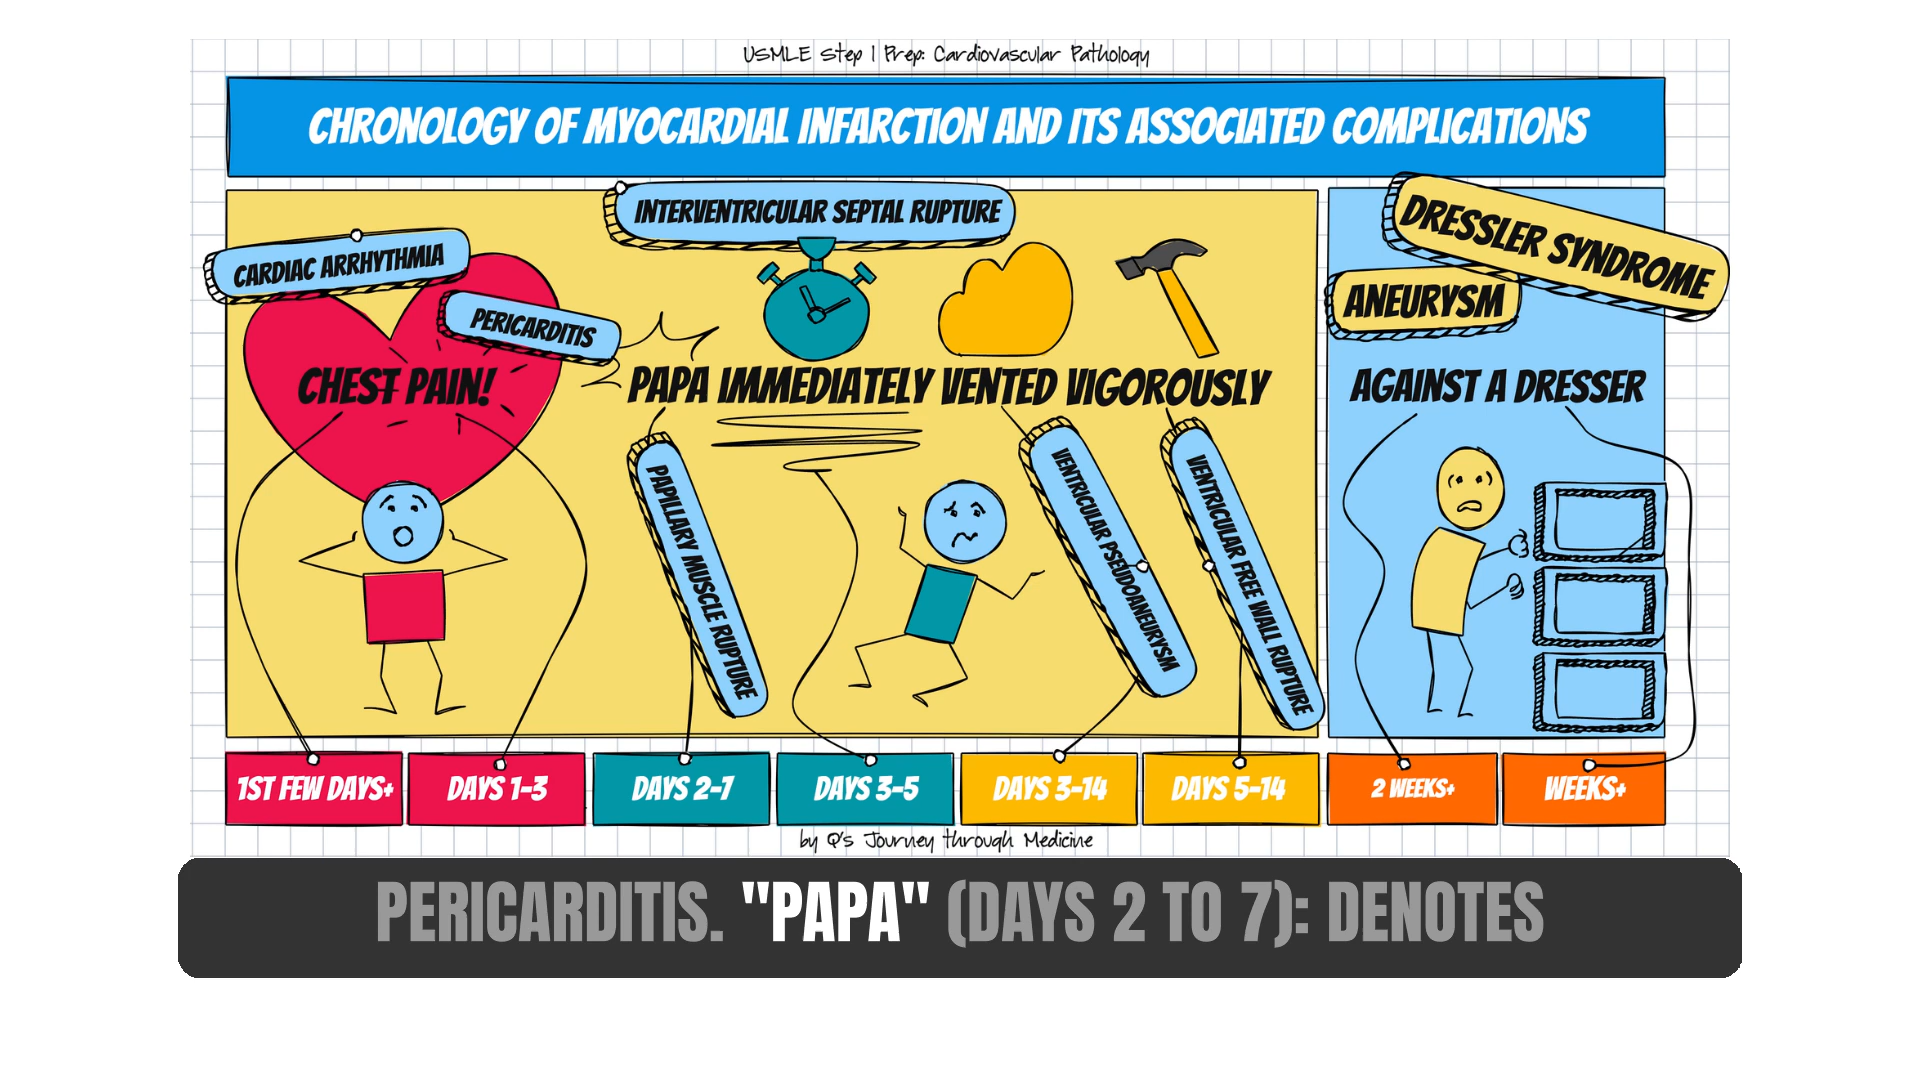 USMLE Step 1 Prep: Cardiovascular Pathology
CHRONOLOGY OF MYOCARDIAL INFARCTION AND ITS ASSOCIATED COMPLICATIONS
CARDIAC ARRHYTHMIA
PERICARDITIS
INTERVENTRICULAR SEPTAL RUPTURE
DRESSLER SYNDROME
ANEURYSM
CHEST PAIN!
PAPA IMMEDIATELY VENTED VIGOROUSLY
AGAINST A DRESSER
PAPILLARY MUSCLE RUPTURE
VENTRICULAR PSEUDOANEURYSM
VENTRICULAR FREE WALL RUPTURE
1ST FEW DAYS+
DAYS 1-3
DAYS 2-7
DAYS 3-5
DAYS 3-14
DAYS 5-14
2 WEEKS+
WEEKS+
by Q's Journey through Medicine
PERICARDITIS. "PAPA" (DAYS 2 TO 7): DENOTES